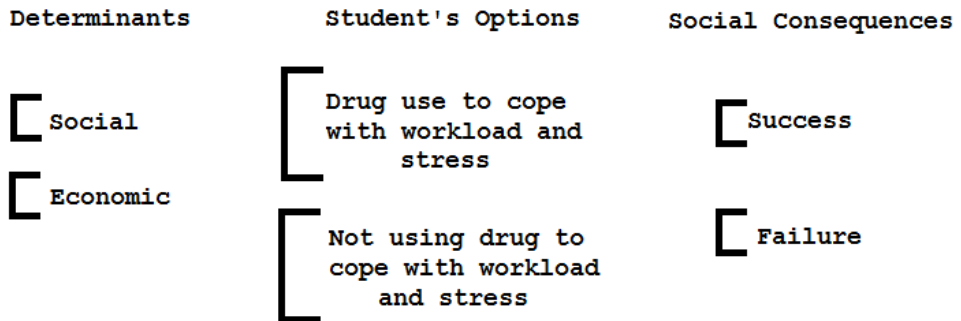 Determinants
Student's Options
Social Consequences
Social
Economic
Drug use to cope
with workload and
stress
Not using drug to
cope with workload
and stress
Success
Failure